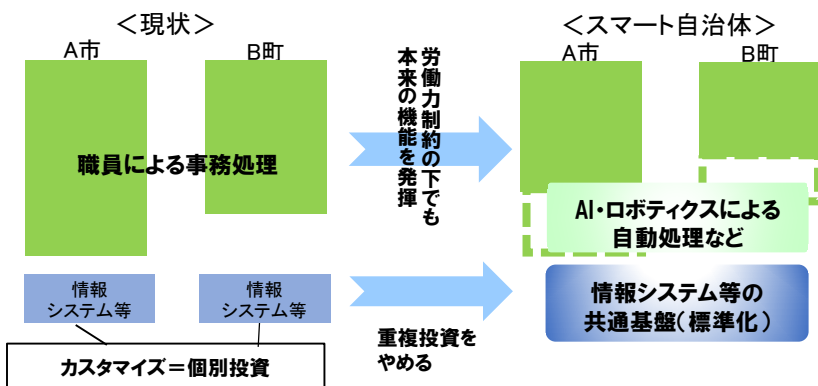 ＜現状＞
A市
B町
職員による事務処理
情報
システム等
情報
システム等
カスタマイズ＝個別投資
労働力制約の下でも
本来の機能を発揮
重複投資を
やめる
＜スマート自治体＞
A市
B町
AI・ロボティクスによる
自動処理など
情報システム等の
共通基盤（標準化）